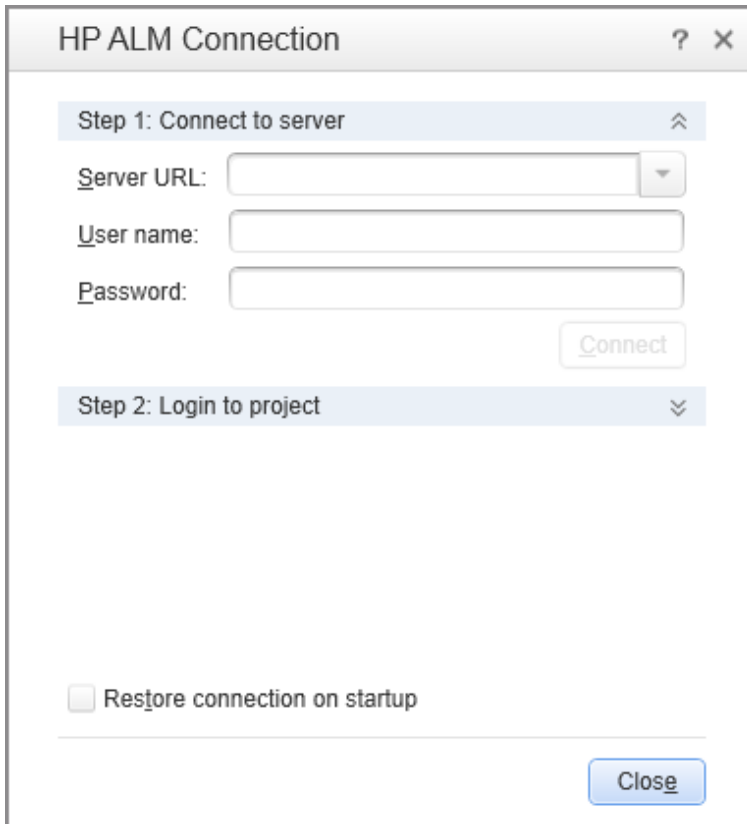 HP ALM Connection ?
Step 1: Connect to server
Server URL:
User name:
Password:
Connect
Step 2: Login to project
Restore connection on startup
Close